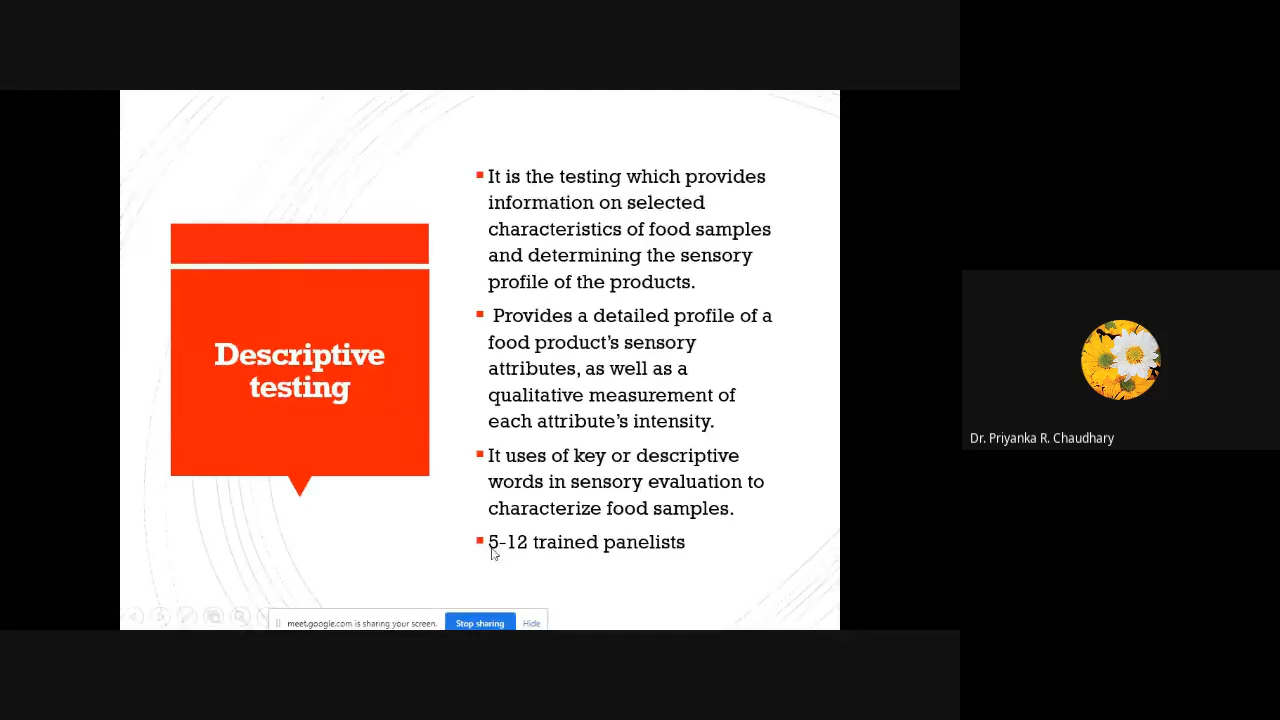 Descriptive
testing
It is the testing which provides
information on selected
characteristics of food samples
and determining the sensory
profile of the products.
Provides a detailed profile of a
food product's sensory
attributes, as well as a
qualitative measurement of
each attribute's intensity.
It uses of key or descriptive
words in sensory evaluation to
characterize food samples.
5-12 trained panelists
meet.google.com is sharing your screen.
Stop sharing
Hide
Dr. Priyanka R. Chaudhary